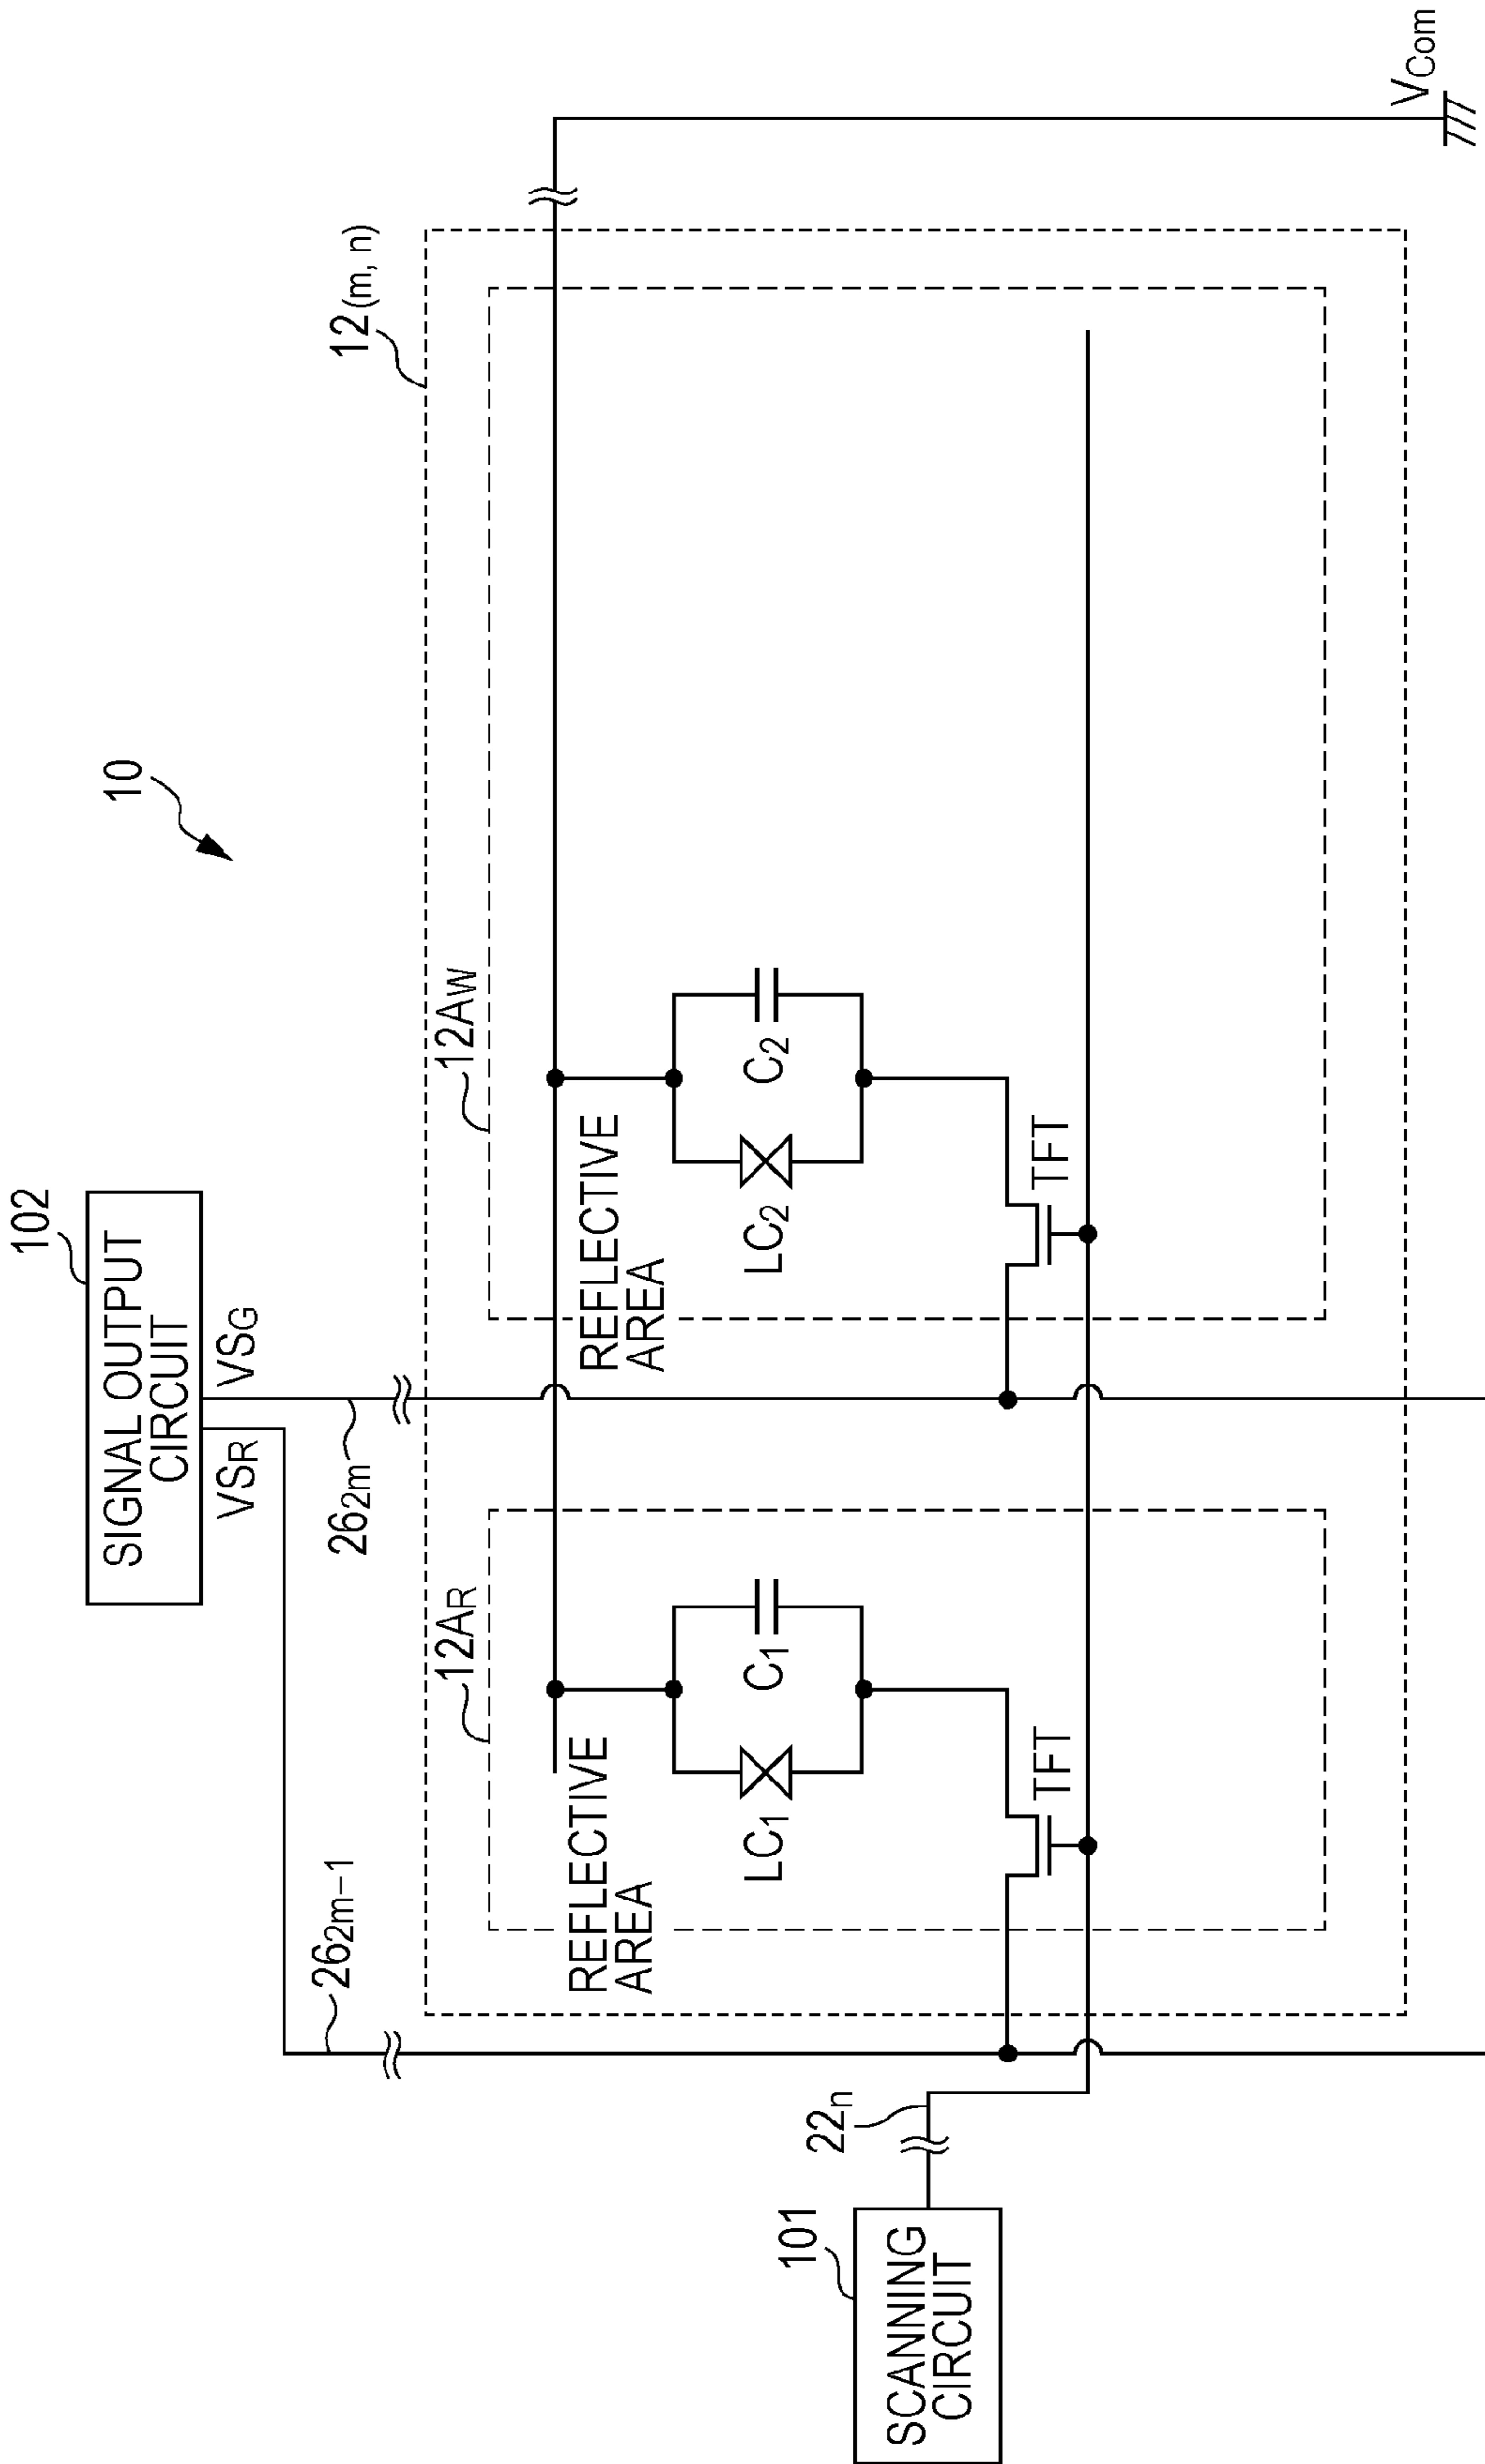 10
102
SIGNAL OUTPUT
CIRCUIT
VSR
VSG
262m−1
262m
12(m, n)
12AR
12AW
REFLECTIVE
AREA
REFLECTIVE
AREA
LC1
C1
LC2
C2
TFT
TFT
101
SCANNING
CIRCUIT
22n
VCom